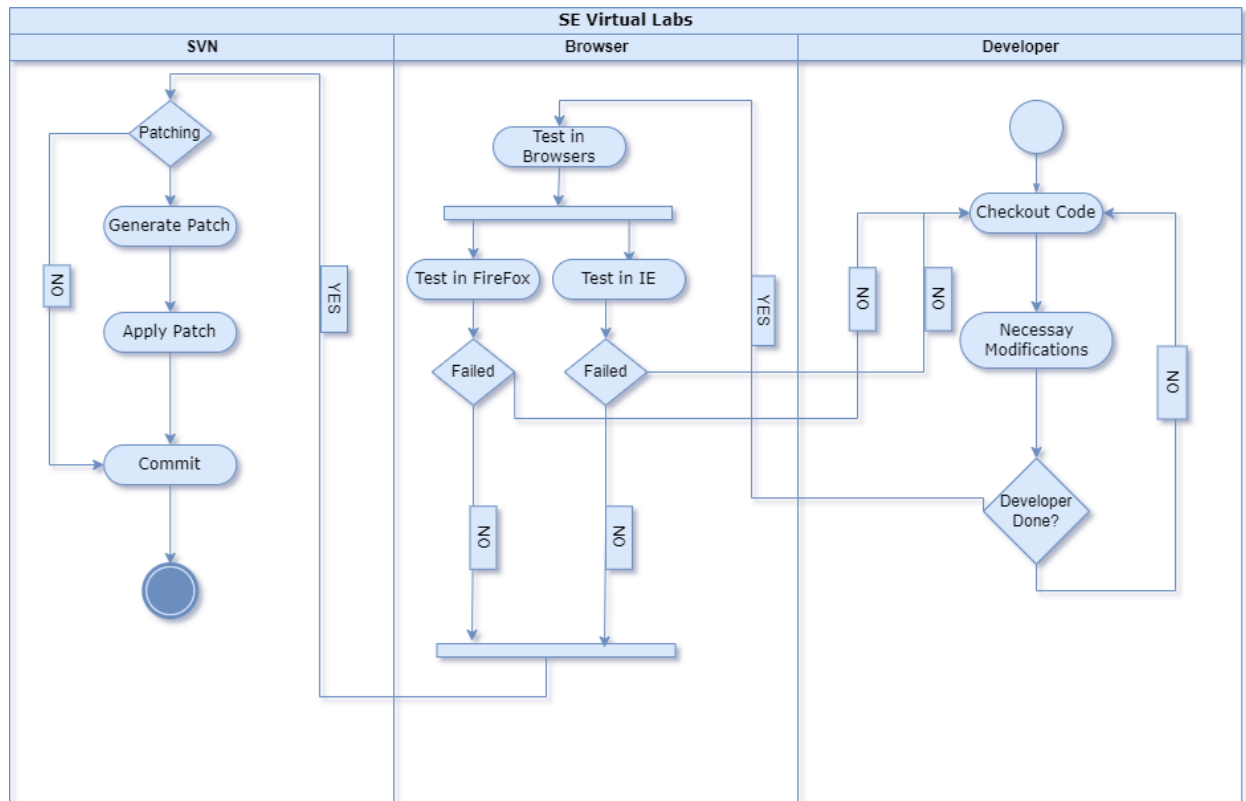 SE Virtual Labs
SVN
Browser
Developer
Patching
Generate Patch
Apply Patch
Commit
NO
YES
Test in
Browsers
Test in FireFox
Test in IE
Failed
Failed
NO
NO
YES
NO
NO
Checkout Code
Necessay
Modifications
Developer
Done?
NO